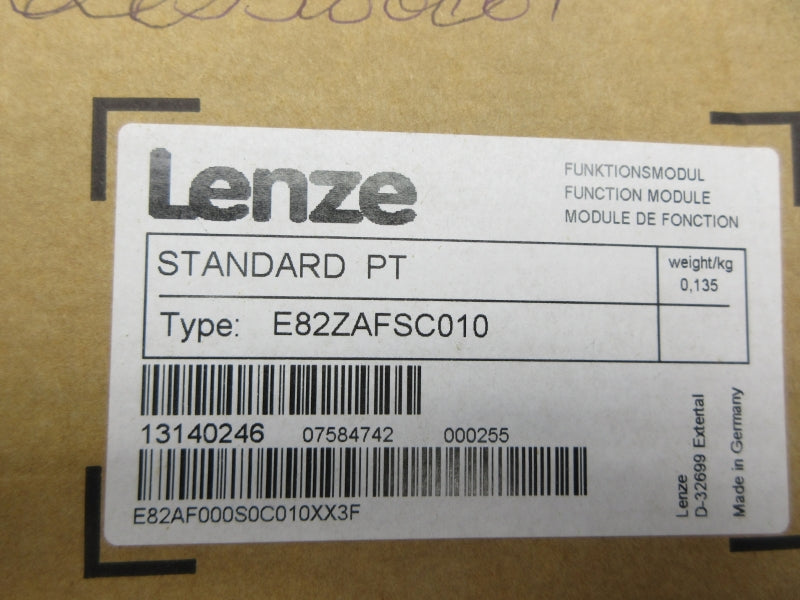 Lenze
FUNKTIONSMODUL
FUNCTION MODULE
MODULE DE FONCTION
STANDARD PT
weight/kg
0,135
Type: E82ZAFSC010
13140246 07584742 000255
E82AF000S0C010XX3F
Lenze
D-32699 Extertal
Made in Germany